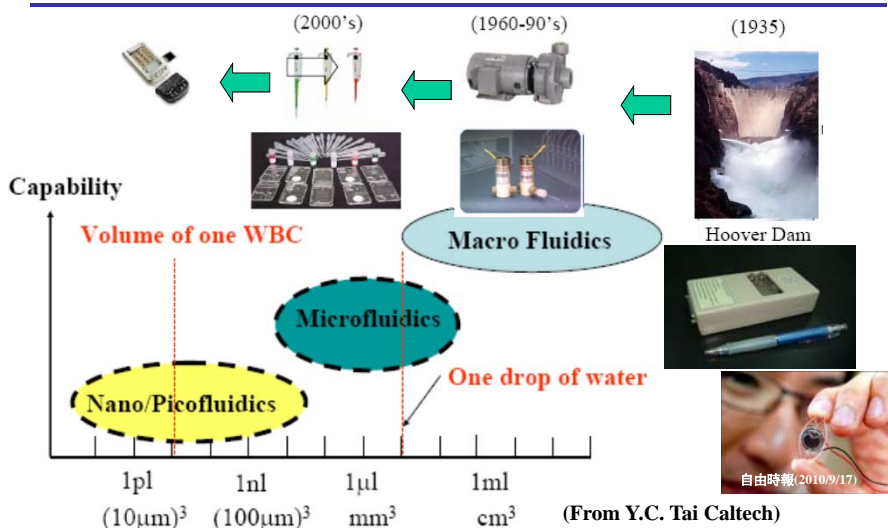 (2000's)
(1960-90's)
(1935)
Capability
Volume of one WBC
Macro Fluidics
Hoover Dam
Microfluidics
One drop of water
Nano/Picofluidics
1pl
1nl
1μl
1ml
(10μm)³
(100μm)³
mm³
cm³
(From Y.C. Tai Caltech)
自由時報(2010/9/17)